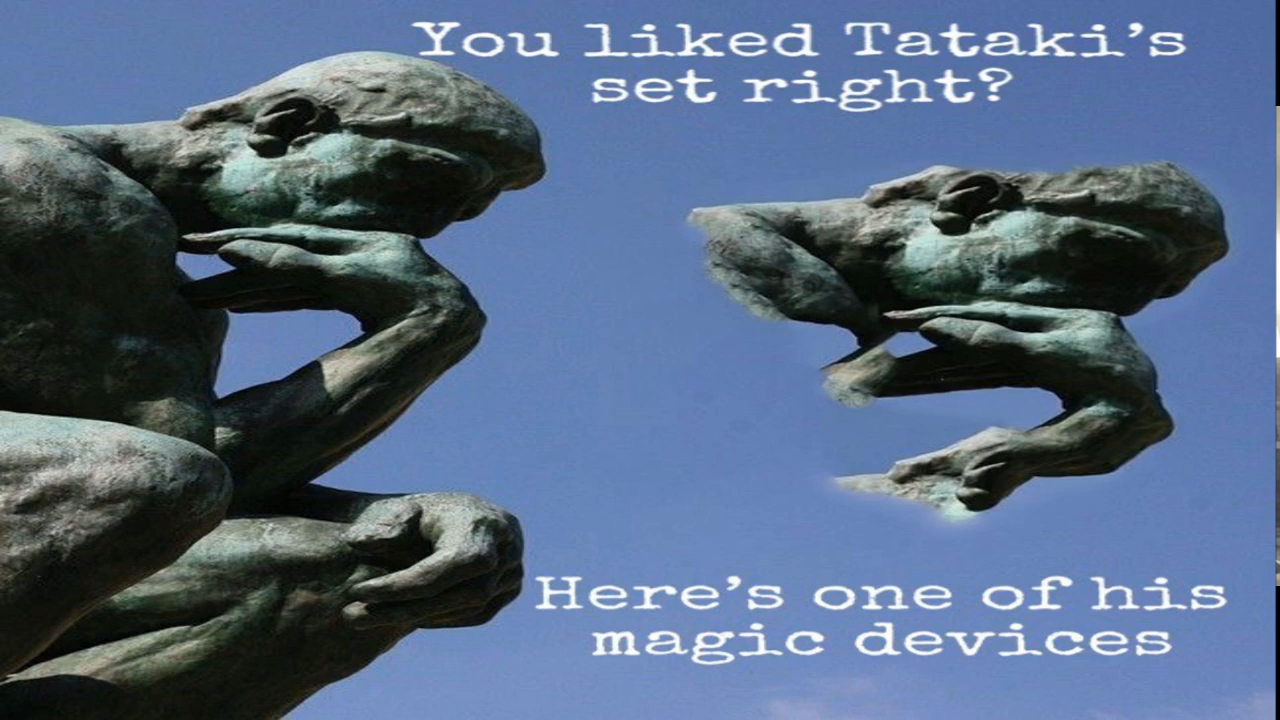 You liked Tataki’s
set right?
Here’s one of his
magic devices